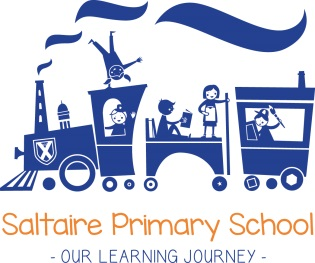 Saltaire Primary School
- OUR LEARNING JOURNEY -